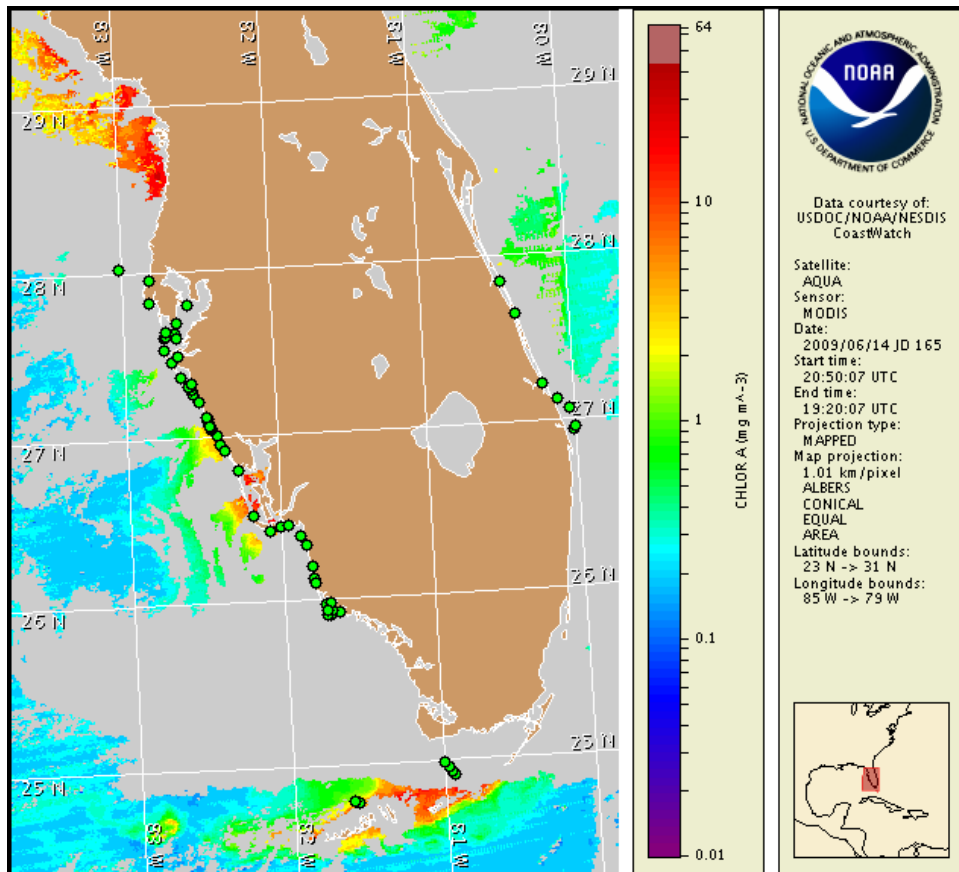 83 W
82 W
81 W
80 W
29 N
29 N
28 N
28 N
27 N
27 N
26 N
26 N
25 N
25 N
83 W
82 W
81 W
64
10
1
0.1
0.01
CHLOR A (mg m^-3)
NATIONAL OCEANIC AND ATMOSPHERIC ADMINISTRATION
NOAA
U.S. DEPARTMENT OF COMMERCE
Data courtesy of:
USDOC/NOAA/NESDIS
CoastWatch
Satellite:
AQUA
Sensor:
MODIS
Date:
2009/06/14 JD 165
Start time:
20:50:07 UTC
End time:
19:20:07 UTC
Projection type:
MAPPED
Map projection:
1.01 km/pixel
ALBERS
CONICAL
EQUAL
AREA
Latitude bounds:
23 N -> 31 N
Longitude bounds:
85 W -> 79 W